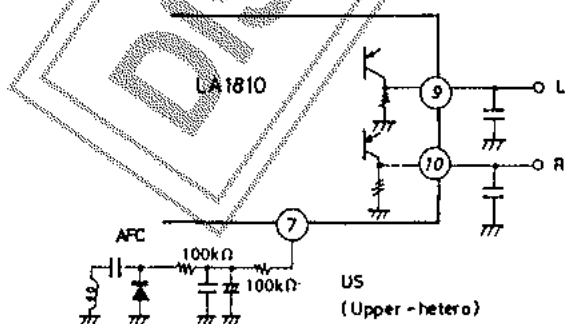 LA1810
9
L
10
R
7
AFC
100kΩ
100kΩ
US
(Upper-hetero)